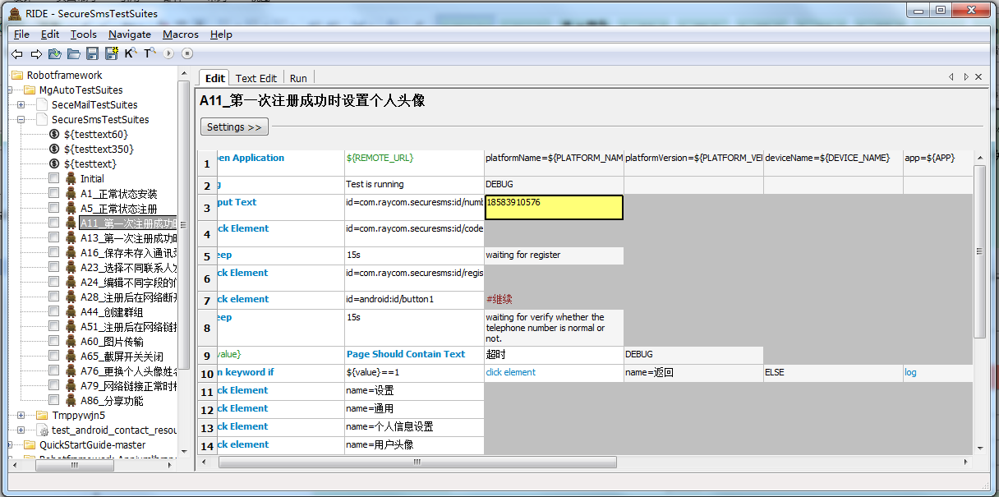 RIDE - SecureSmsTestSuites
File Edit Tools Navigate Macros Help
Robotframework
MgAutoTestSuites
SeceMailTestSuites
SecureSmsTestSuites
${testtext60}
${testtext350}
${testtext}
Initial
A1_正常状态安装
A5_正常状态注册
A11_第一次注册成功时
A13_第一次注册成功时
A16_保存未存入通讯录
A23_选择不同联系人发
A24_编辑不同字段的信
A28_注册后在网络断开
A44_创建群组
A51_注册后在网络链接
A60_图片传输
A65_截屏开关关闭
A76_更换个人头像姓名
A79_网络链接正常时
A86_分享功能
Tmppywjn5
test_android_contact_resou
QuickStartGuide-master
Edit Text Edit Run
A11_第一次注册成功时设置个人头像
Settings >>
1 en Application ${REMOTE_URL} platformName=${PLATFORM_NAM platformVersion=${PLATFORM_VE deviceName=${DEVICE_NAME} app=${APP}
2 g Test is running DEBUG
3 put Text id=com.raycom.securesms:id/numb 18583910576
4 ck Element id=com.raycom.securesms:id/code
5 eep 15s waiting for register
6 ck Element id=com.raycom.securesms:id/regis
7 ck element id=android:id/button1 #继续
8 eep 15s waiting for verify whether the
telephone number is normal or
not.
9 value} Page Should Contain Text 超时 DEBUG
10 n keyword if ${value}==1 click element name=返回 ELSE log
11 ck Element name=设置
12 ck Element name=通用
13 ck Element name=个人信息设置
14 ck element name=用户头像